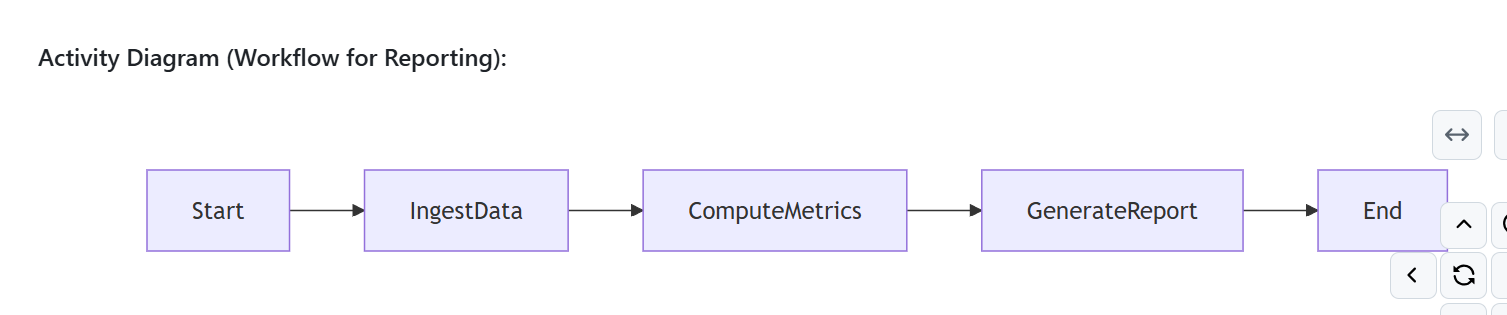 Activity Diagram (Workflow for Reporting):
Start
IngestData
ComputeMetrics
GenerateReport
End